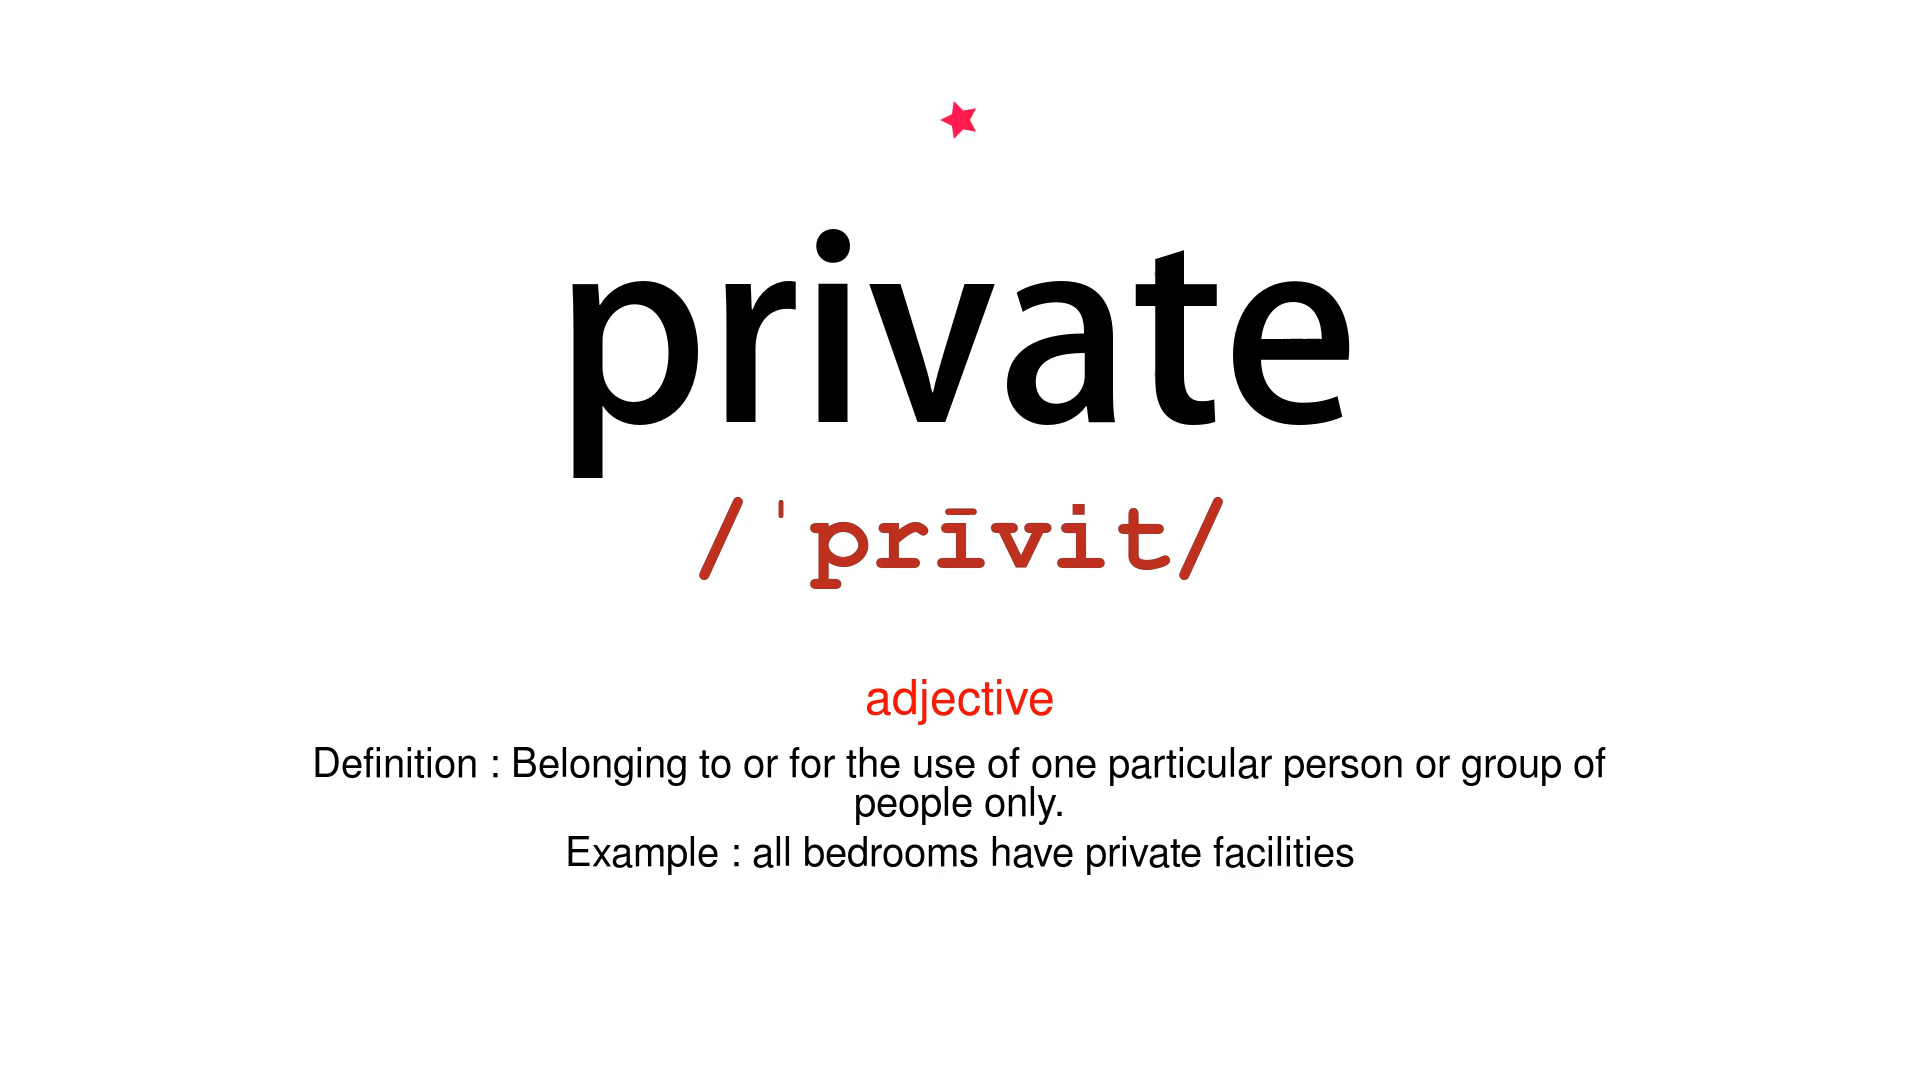 private
/ˈprīvit/
adjective
Definition : Belonging to or for the use of one particular person or group of
people only.
Example : all bedrooms have private facilities